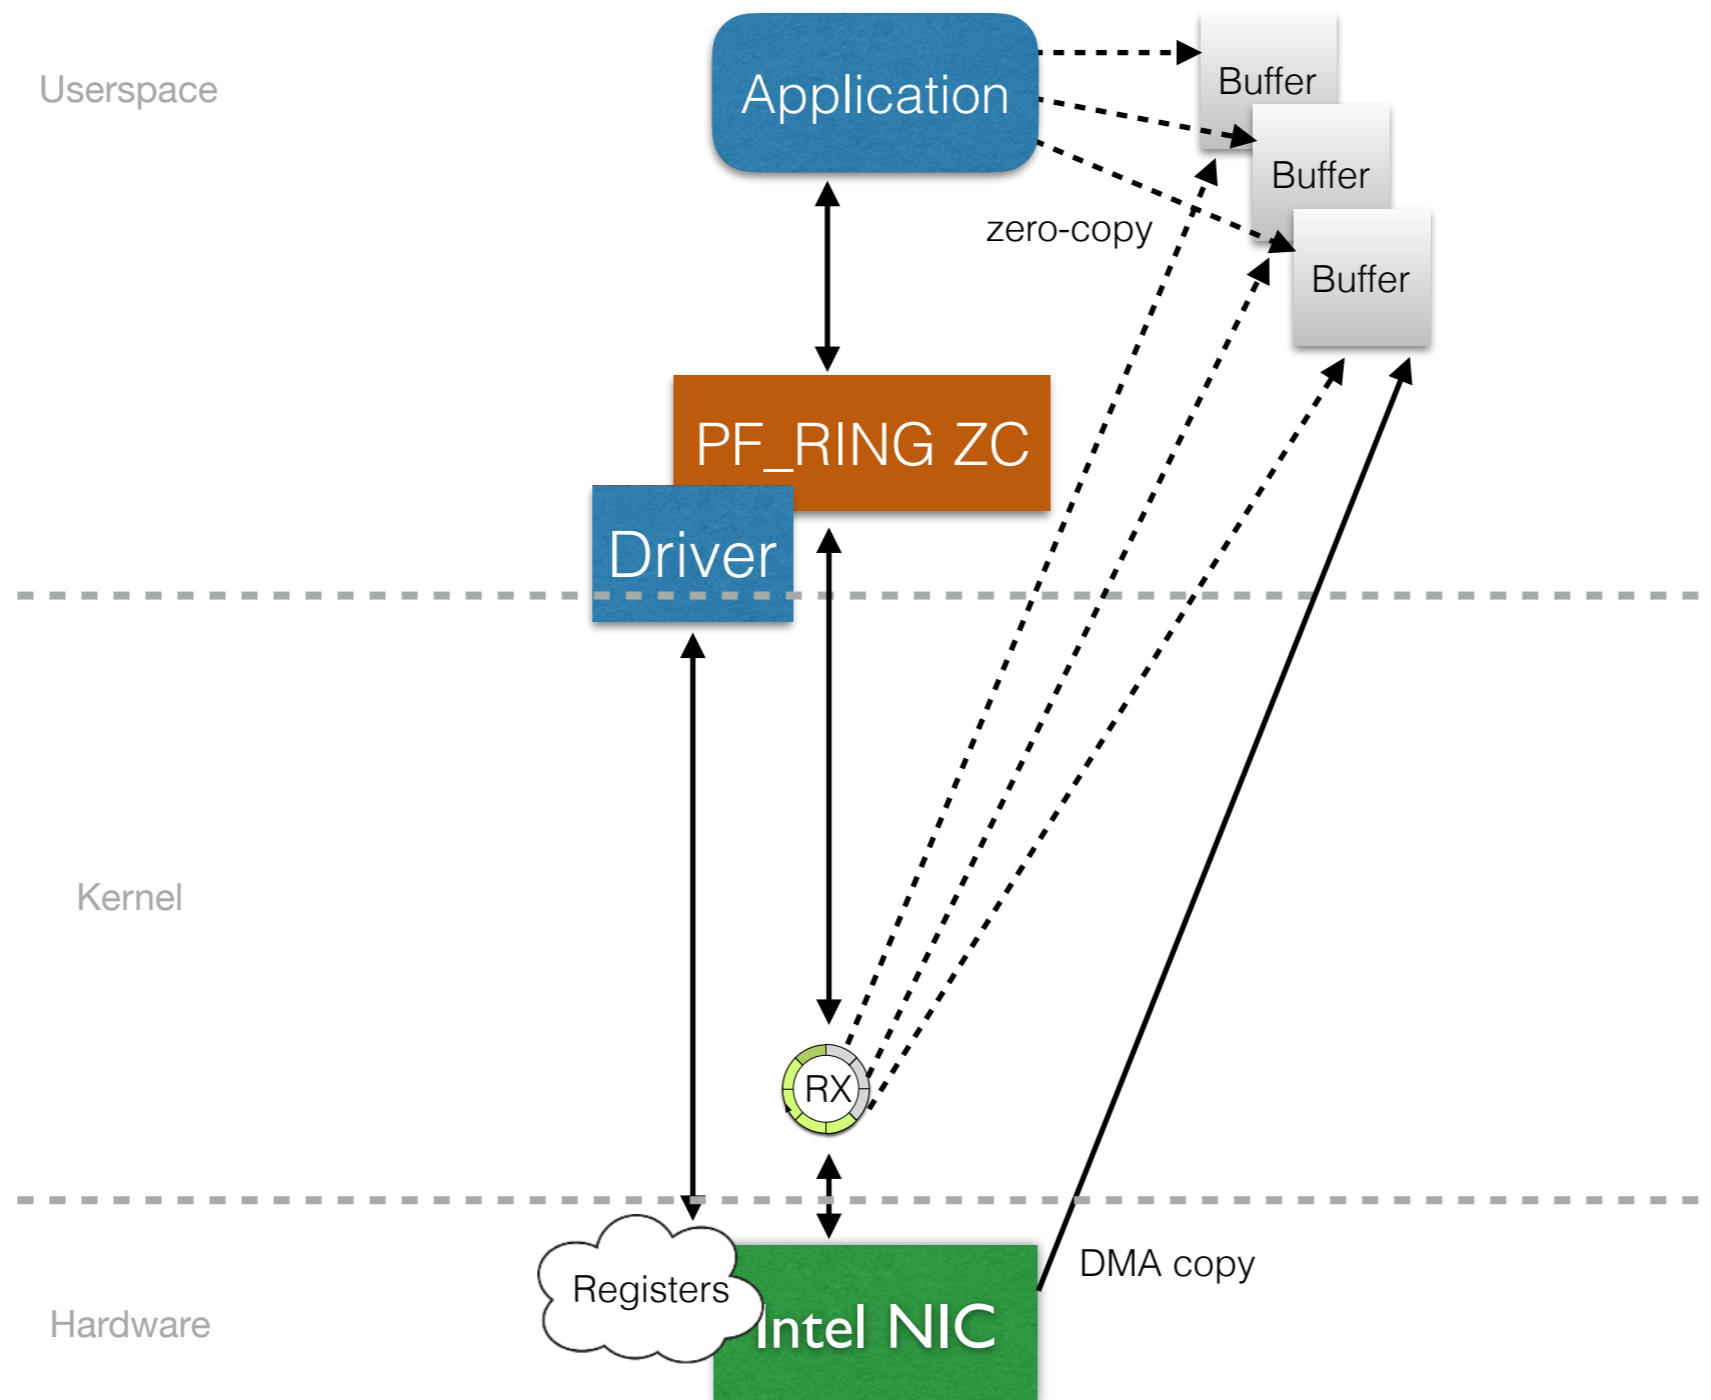 Userspace
Application
Buffer
Buffer
Buffer
zero-copy
PF_RING ZC
Driver
Kernel
RX
DMA copy
Registers
Intel NIC
Hardware